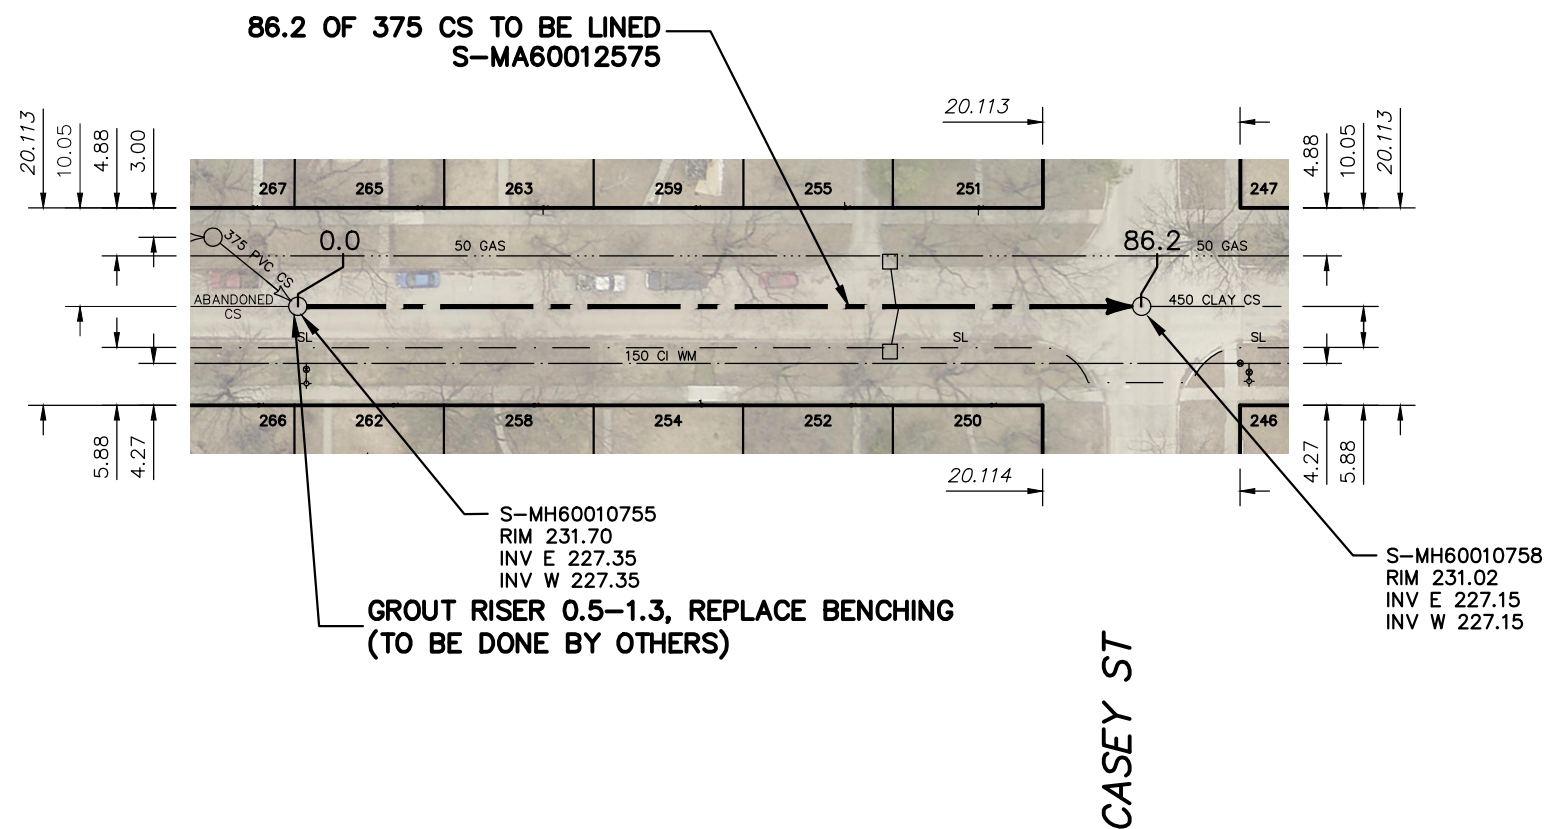 86.2 OF 375 CS TO BE LINED
S-MA60012575
20.113
10.05
4.88
3.00
20.113
4.88
10.05
20.113
267
265
263
259
255
251
247
0.0
50 GAS
86.2
50 GAS
375 PVC CS
ABANDONED
CS
450 CLAY CS
SL
SL
SL
150 CI WM
266
262
258
254
252
250
246
5.88
4.27
20.114
4.27
5.88
S-MH60010755
RIM 231.70
INV E 227.35
INV W 227.35
GROUT RISER 0.5-1.3, REPLACE BENCHING
(TO BE DONE BY OTHERS)
S-MH60010758
RIM 231.02
INV E 227.15
INV W 227.15
CASEY ST